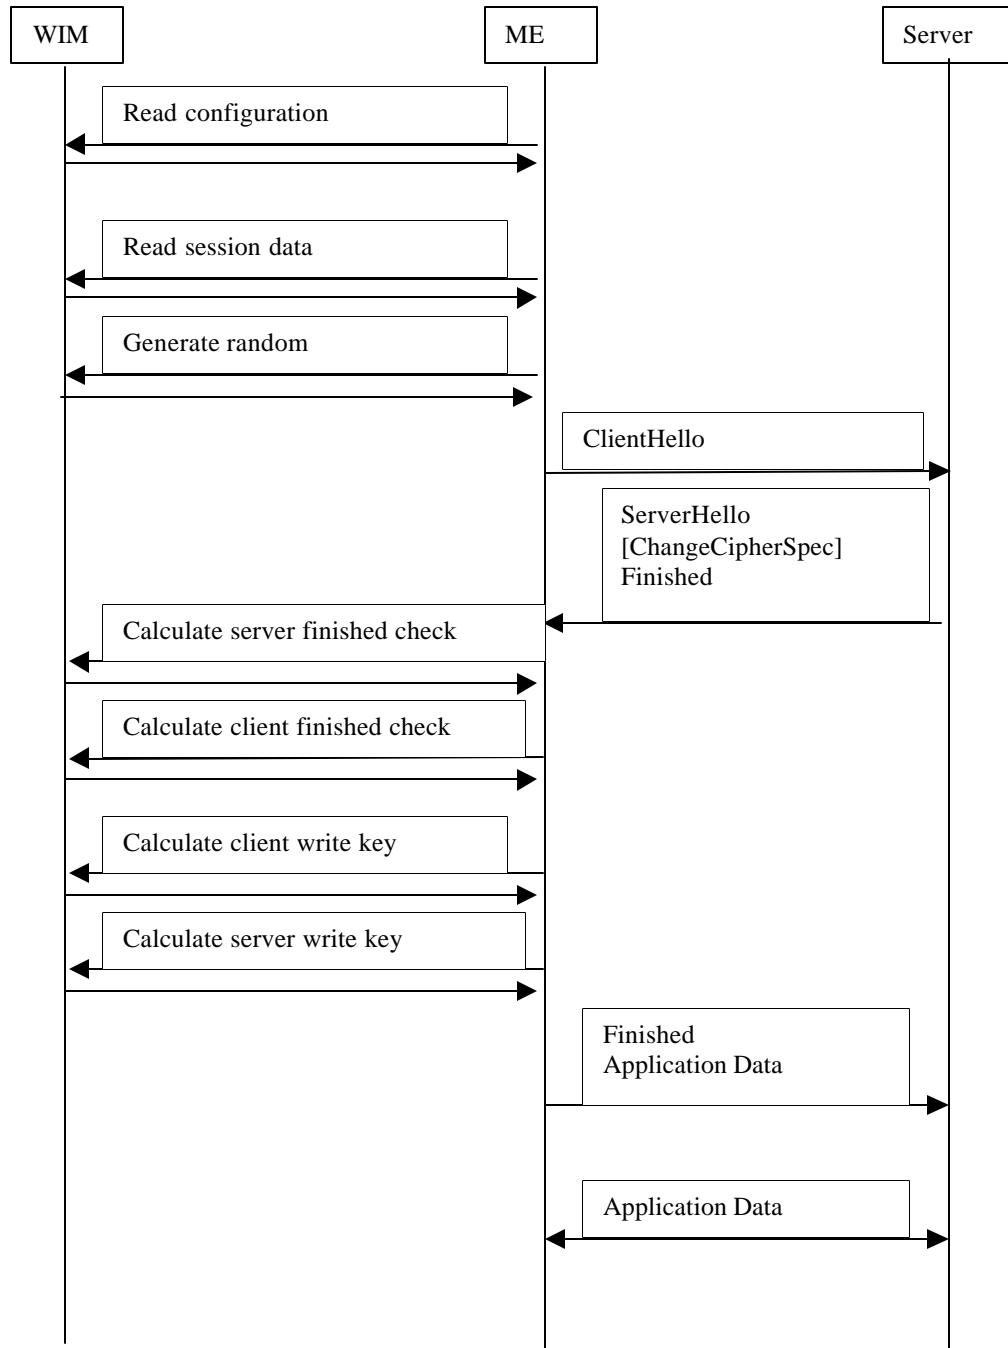 WIM
ME
Server
Read configuration
Read session data
Generate random
ClientHello
ServerHello
[ChangeCipherSpec]
Finished
Calculate server finished check
Calculate client finished check
Calculate client write key
Calculate server write key
Finished
Application Data
Application Data